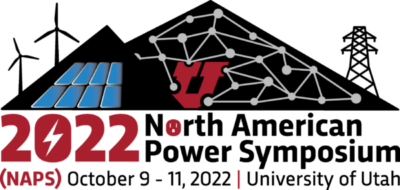 U
2022 North American
Power Symposium
(NAPS) October 9 - 11, 2022 | University of Utah